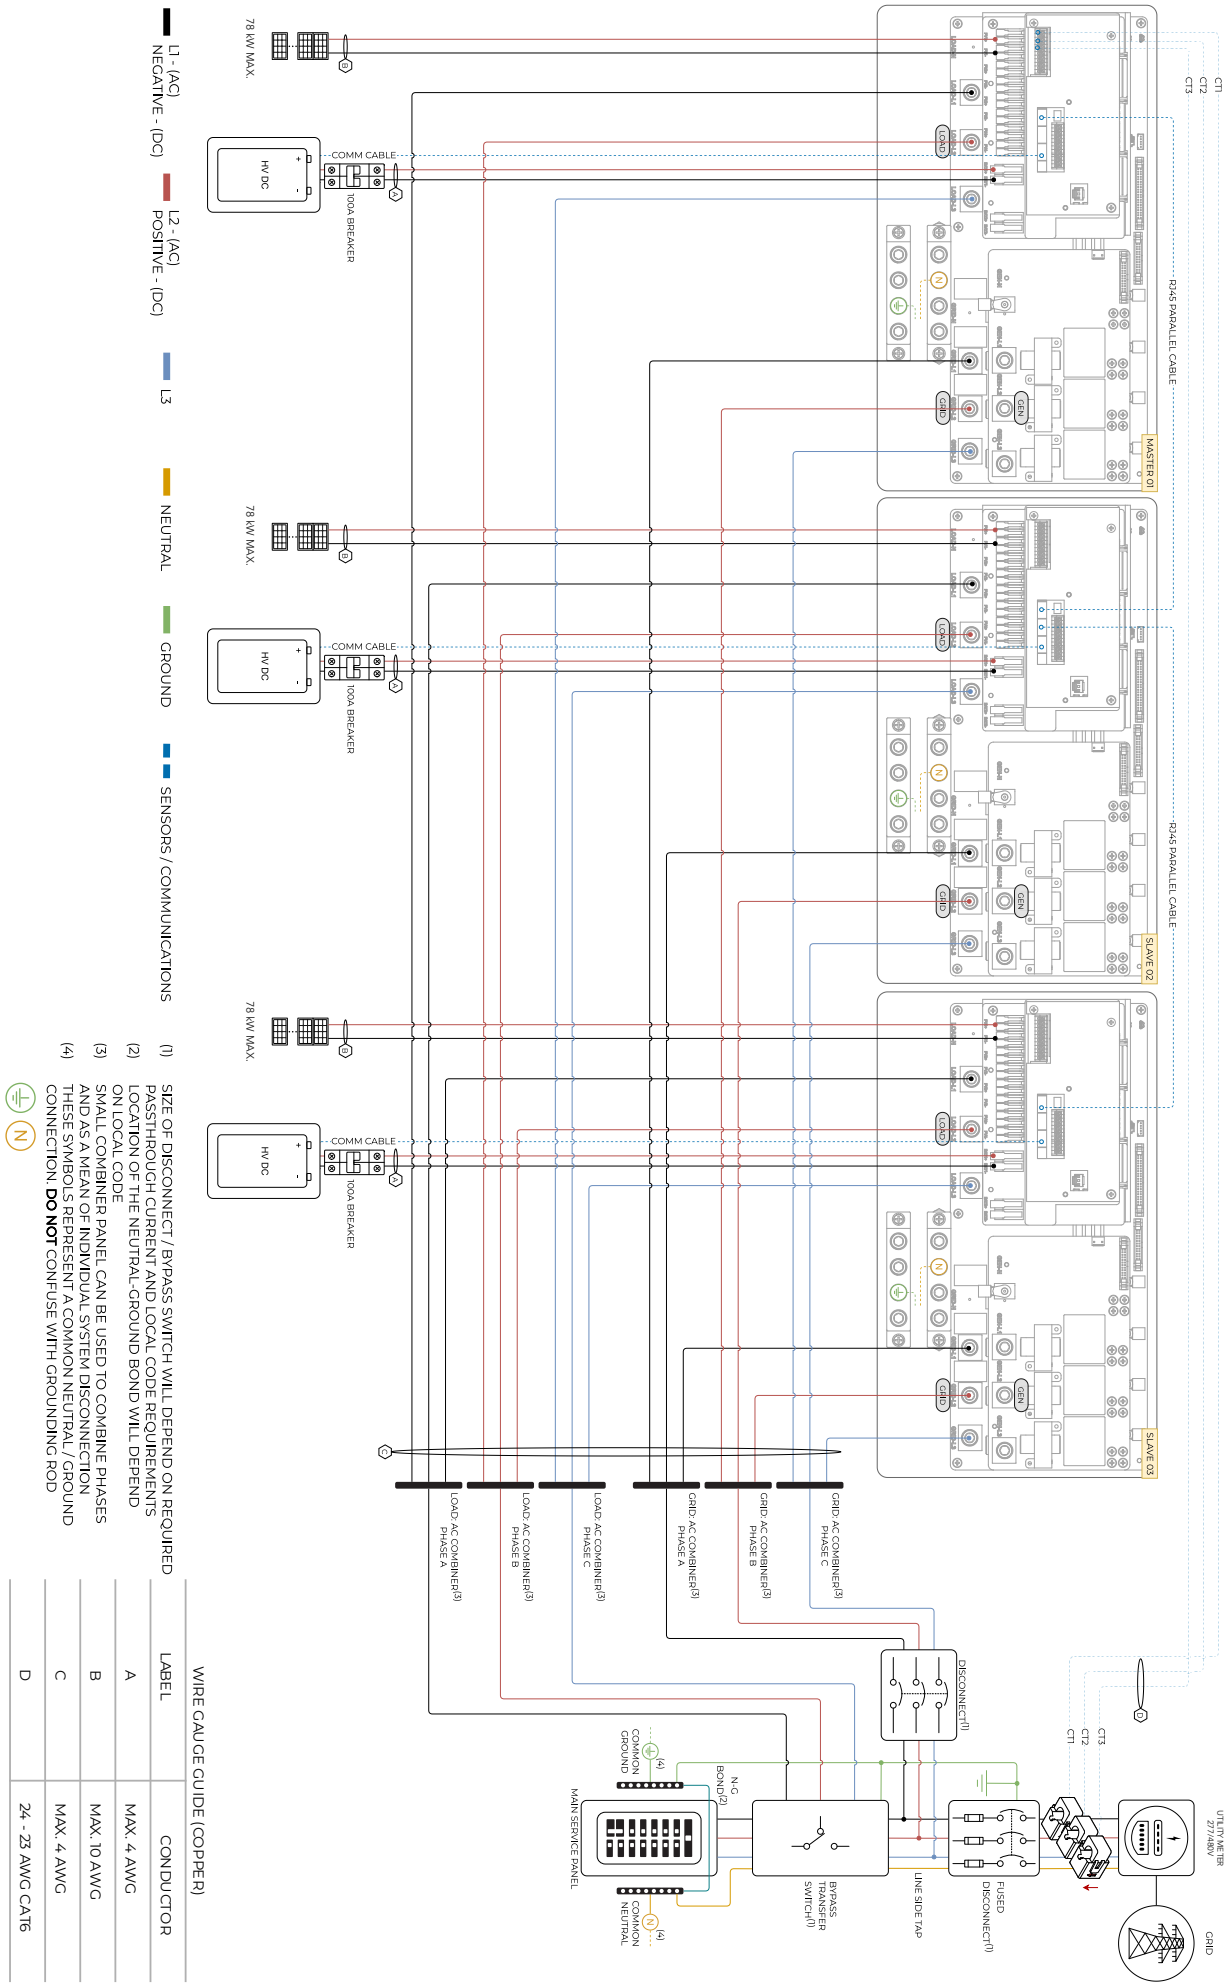 UTILITY METER
277/480V
GRID
CT1
CT2
CT3
RJ45 PARALLEL CABLE
RJ45 PARALLEL CABLE
MASTER 01
SLAVE 02
SLAVE 03
GEN
GEN
GEN
LOAD
GRID
LOAD
GRID
LOAD
GRID
N
N
N
D
CT3
CT2
CT1
DISCONNECT(1)
FUSED
DISCONNECT(1)
LINE SIDE TAP
BYPASS
TRANSFER
SWITCH(1)
GRID: AC COMBINER(3)
PHASE C
GRID: AC COMBINER(3)
PHASE B
GRID: AC COMBINER(3)
PHASE A
LOAD: AC COMBINER(3)
PHASE C
LOAD: AC COMBINER(3)
PHASE B
LOAD: AC COMBINER(3)
PHASE A
C
N-G
BOND(2)
(4)
COMMON
GROUND
(4)
N
COMMON
NEUTRAL
MAIN SERVICE PANEL
B
78 kW MAX.
COMM CABLE
A
100A BREAKER
HV DC
+
-
B
78 kW MAX.
COMM CABLE
A
100A BREAKER
HV DC
+
-
B
78 kW MAX.
COMM CABLE
A
100A BREAKER
HV DC
+
-
L1 - (AC)
NEGATIVE - (DC)
L2 - (AC)
POSITIVE - (DC)
L3
NEUTRAL
GROUND
SENSORS / COMMUNICATIONS
(1) SIZE OF DISCONNECT / BYPASS SWITCH WILL DEPEND ON REQUIRED
PASSTHROUGH CURRENT AND LOCAL CODE REQUIREMENTS
(2) LOCATION OF THE NEUTRAL-GROUND BOND WILL DEPEND
ON LOCAL CODE
(3) SMALL COMBINER PANEL CAN BE USED TO COMBINE PHASES
AND AS A MEAN OF INDIVIDUAL SYSTEM DISCONNECTION
(4) THESE SYMBOLS REPRESENT A COMMON NEUTRAL / GROUND
CONNECTION. DO NOT CONFUSE WITH GROUNDING ROD
N
WIRE GAUGE GUIDE (COPPER)
LABEL CONDUCTOR
A MAX. 4 AWG
B MAX. 10 AWG
C MAX. 4 AWG
D 24 - 23 AWG CAT6